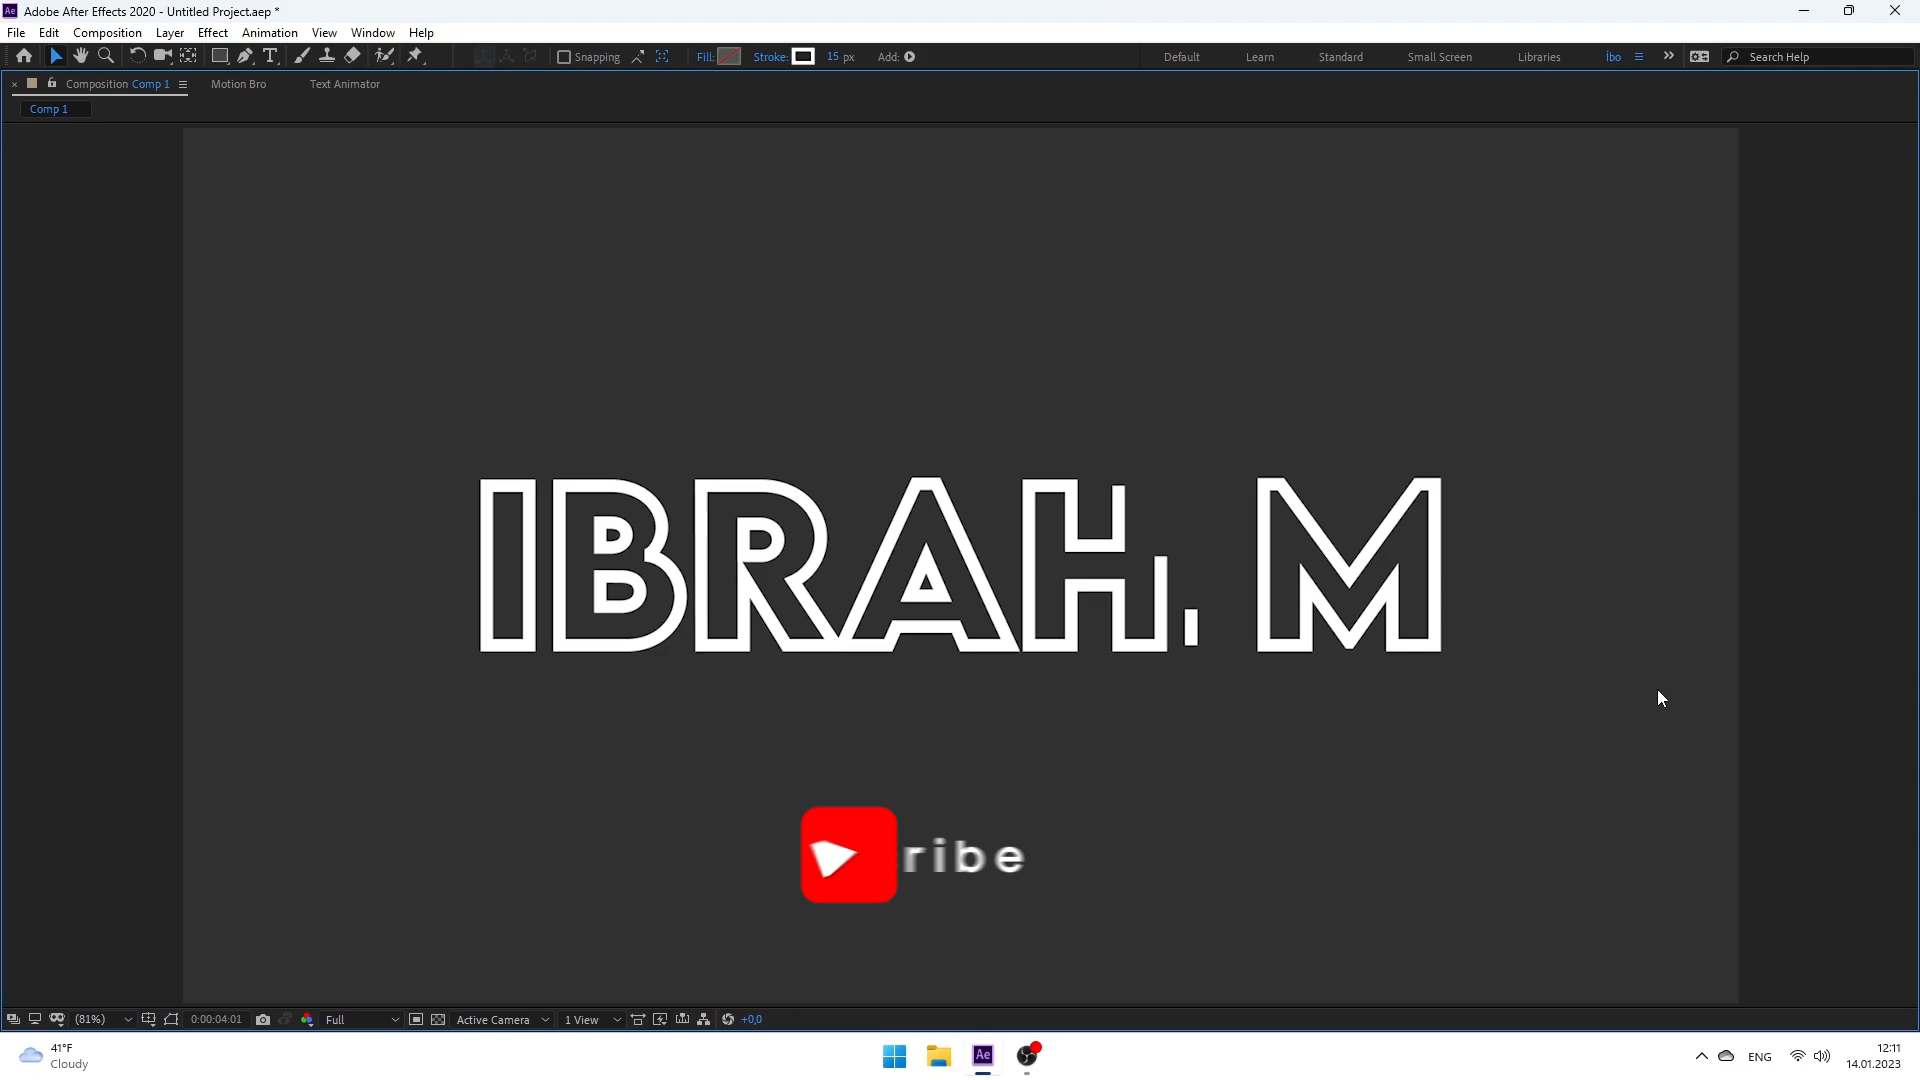 Ae Adobe After Effects 2020 - Untitled Project.aep *
File Edit Composition Layer Effect Animation View Window Help
Snapping Fill: Stroke: 15 px Add: Default Learn Standard Small Screen Libraries İbo Search Help
Composition Comp 1 Motion Bro Text Animator
Comp 1
IBRAH. M
ribe
(81%) 0:00:04:01 Full Active Camera 1 View +0,0
41°F
Cloudy
Ae
ENG
12:11
14.01.2023